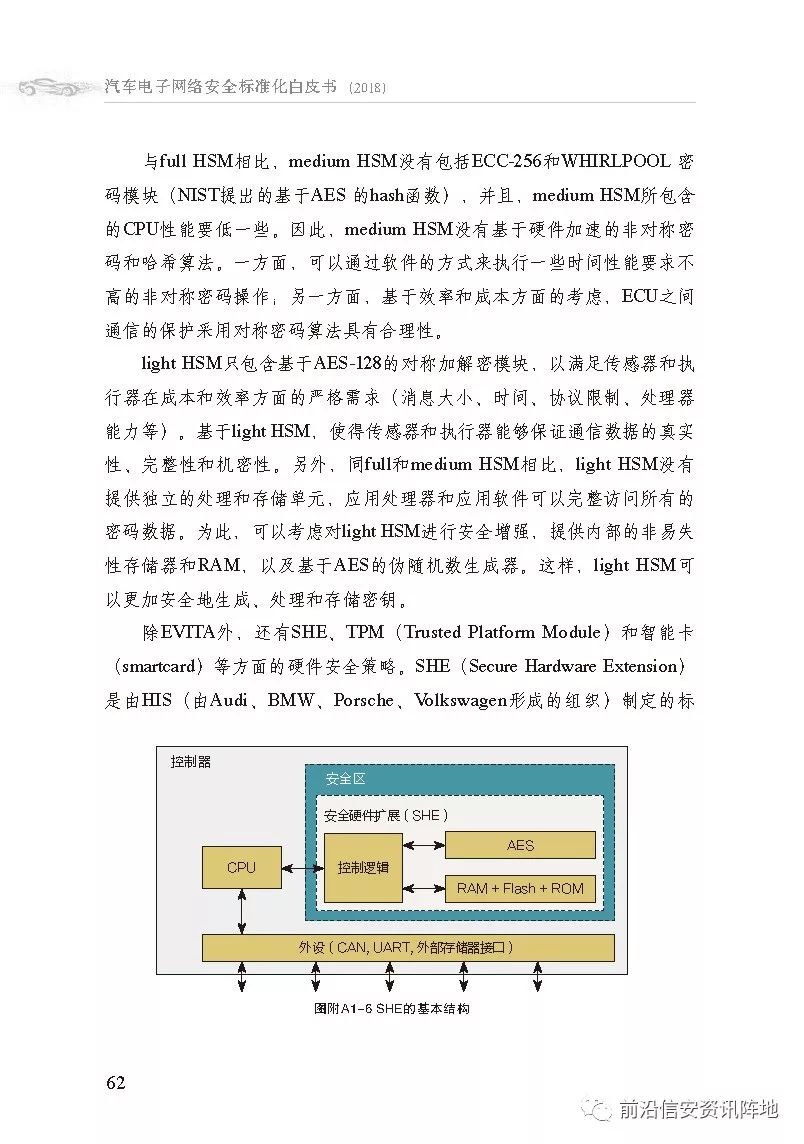 汽车电子网络安全标准化白皮书 (2018)
与full HSM相比，medium HSM没有包括ECC-256和WHIRLPOOL 密
码模块（NIST提出的基于AES 的hash函数），并且，medium HSM所包含
的CPU性能要低一些。因此，medium HSM没有基于硬件加速的非对称密
码和哈希算法。一方面，可以通过软件的方式来执行一些时间性能要求不
高的非对称密码操作；另一方面，基于效率和成本方面的考虑，ECU之间
通信的保护采用对称密码算法具有合理性。
light HSM只包含基于AES-128的对称加解密模块，以满足传感器和执
行器在成本和效率方面的严格需求（消息大小、时间、协议限制、处理器
能力等）。基于light HSM，使得传感器和执行器能够保证通信数据的真实
性、完整性和机密性。另外，同full和medium HSM相比，light HSM没有
提供独立的处理和存储单元，应用处理器和应用软件可以完整访问所有的
密码数据。为此，可以考虑对light HSM进行安全增强，提供内部的非易失
性存储器和RAM，以及基于AES的伪随机数生成器。这样，light HSM可
以更加安全地生成、处理和存储密钥。
除EVITA外，还有SHE、TPM（Trusted Platform Module）和智能卡
（smartcard）等方面的硬件安全策略。SHE（Secure Hardware Extension）
是由HIS（由Audi、BMW、Porsche、Volkswagen形成的组织）制定的标
控制器
安全区
安全硬件扩展（SHE）
CPU
控制逻辑
AES
RAM + Flash + ROM
外设（CAN, UART, 外部存储器接口）
图附A1-6 SHE的基本结构
62
前沿信安资讯阵地